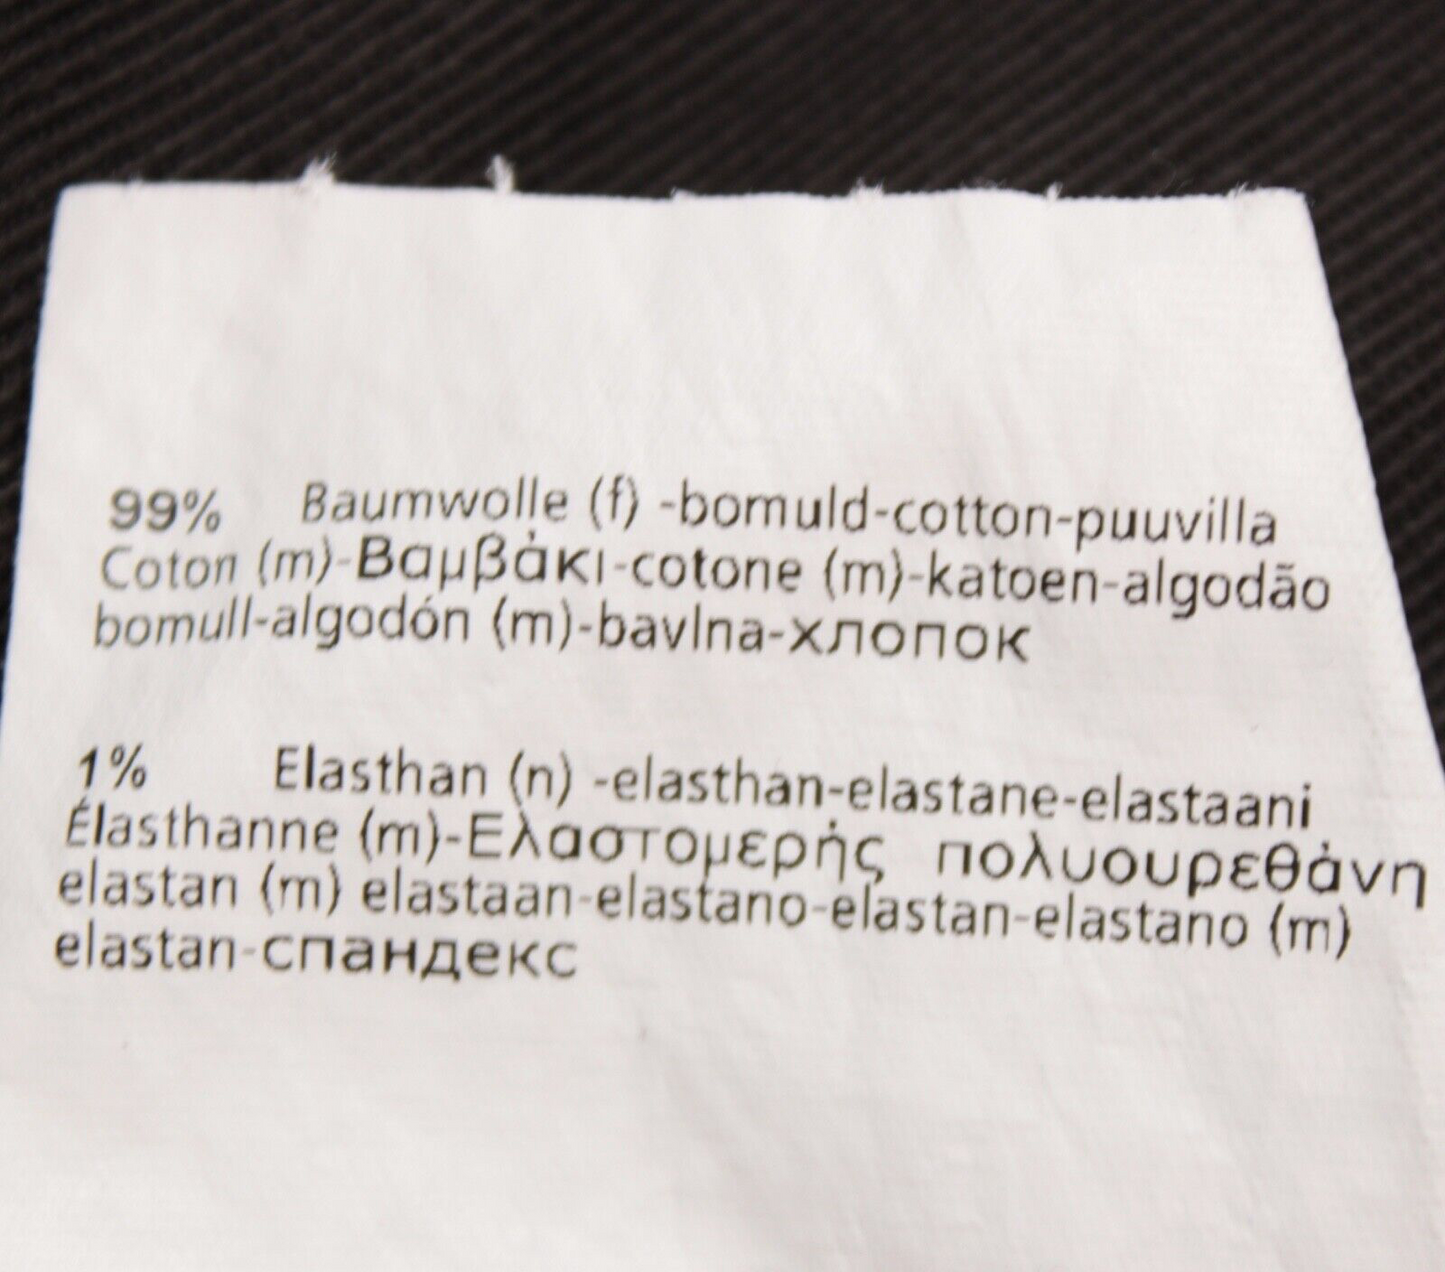 99% Baumwolle (f) -bomuld-cotton-puuvilla
Coton (m)-Βαμβάκι-cotone (m)-katoen-algodão
bomull-algodón (m)-bavlna-хлопок
1% Elasthan (n) -elasthan-elastane-elastaani
Élasthanne (m)-Ελαστομερής πολυουρεθάνη
elastan (m) elastaan-elastano-elastan-elastano (m)
elastan-спандекс